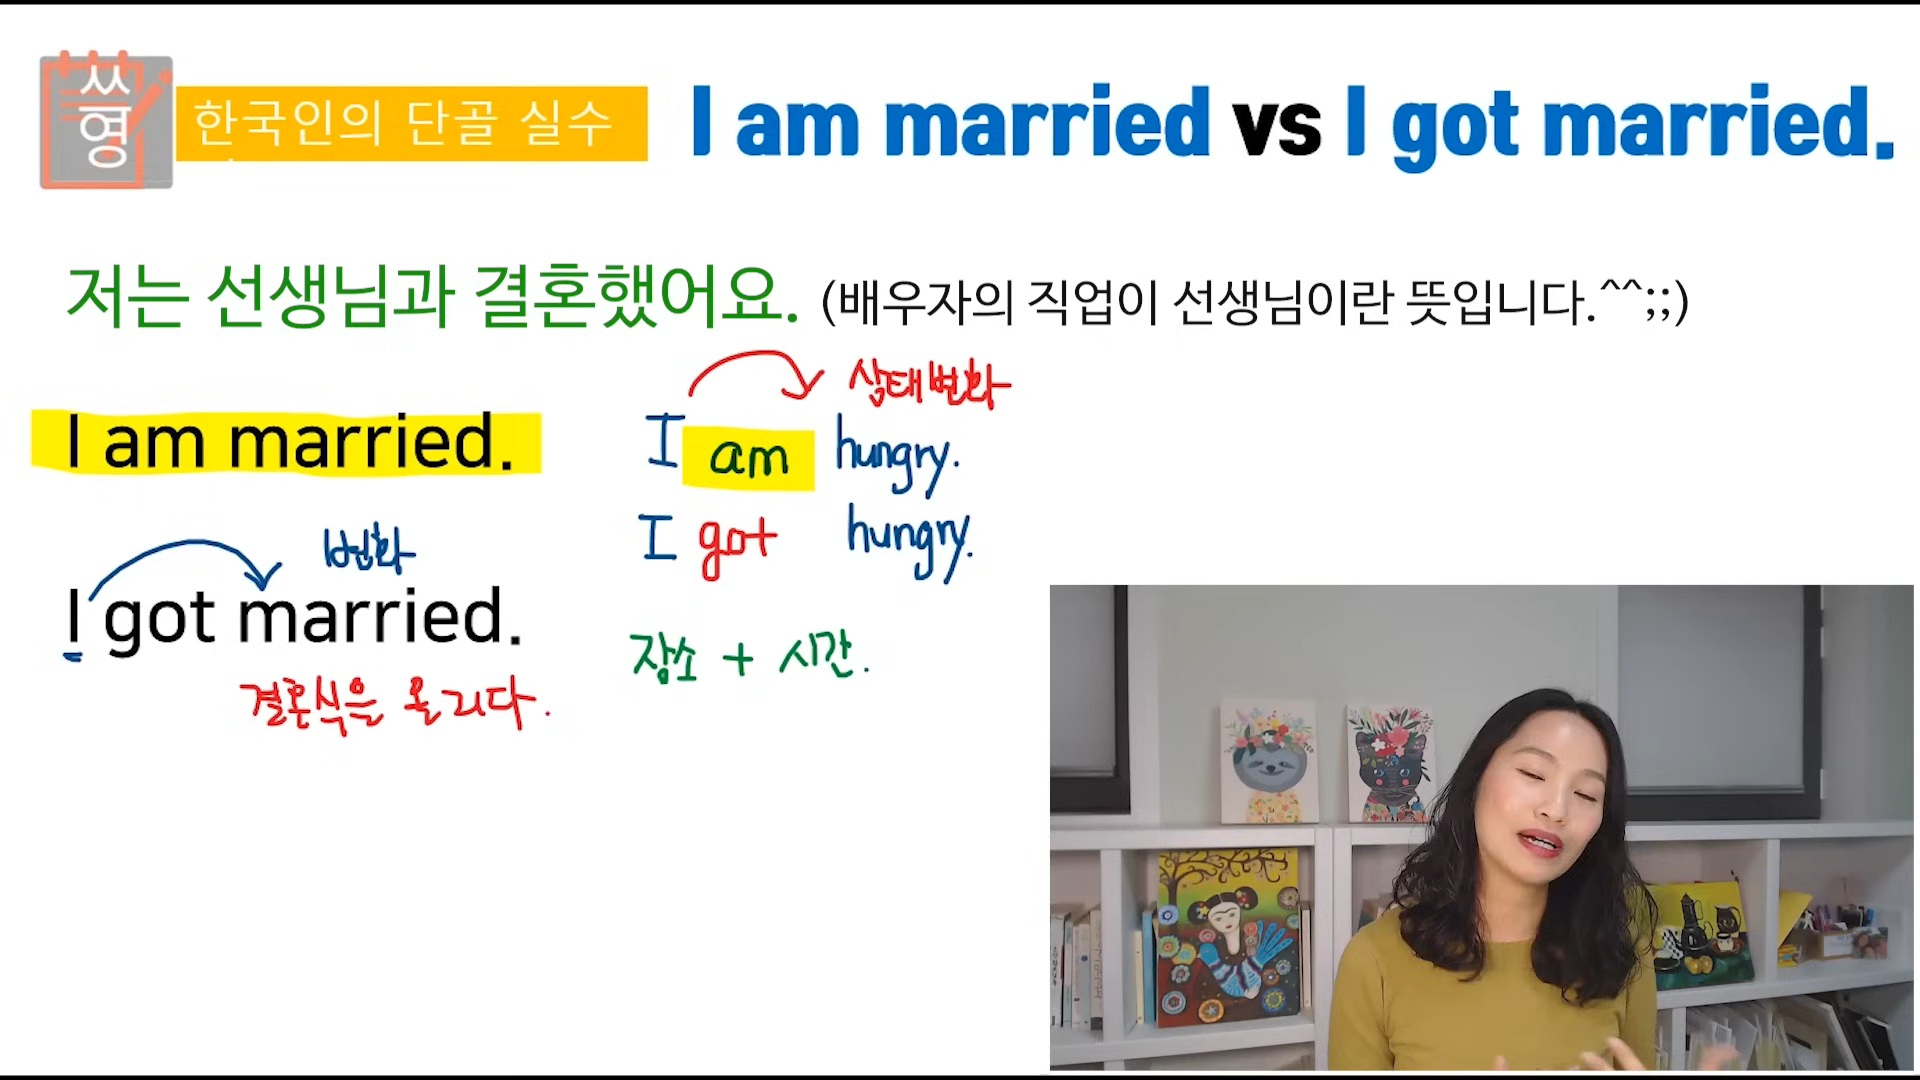 쓰
영
한국인의 단골 실수
I am married vs I got married.
저는 선생님과 결혼했어요. (배우자의 직업이 선생님이란 뜻입니다.^^;;)
상태변화
I am married.
I am hungry.
변화
I got hungry.
I got married.
장소 + 시간.
결혼식을 올리다.